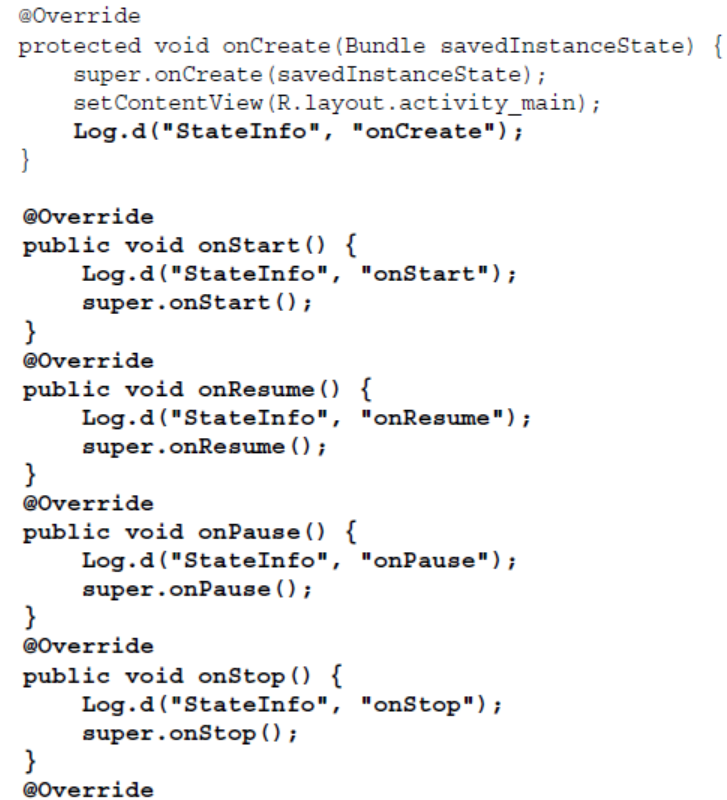 @Override
protected void onCreate(Bundle savedInstanceState) {
    super.onCreate(savedInstanceState);
    setContentView(R.layout.activity_main);
    Log.d("StateInfo", "onCreate");
}

@Override
public void onStart() {
    Log.d("StateInfo", "onStart");
    super.onStart();
}
@Override
public void onResume() {
    Log.d("StateInfo", "onResume");
    super.onResume();
}
@Override
public void onPause() {
    Log.d("StateInfo", "onPause");
    super.onPause();
}
@Override
public void onStop() {
    Log.d("StateInfo", "onStop");
    super.onStop();
}
@Override